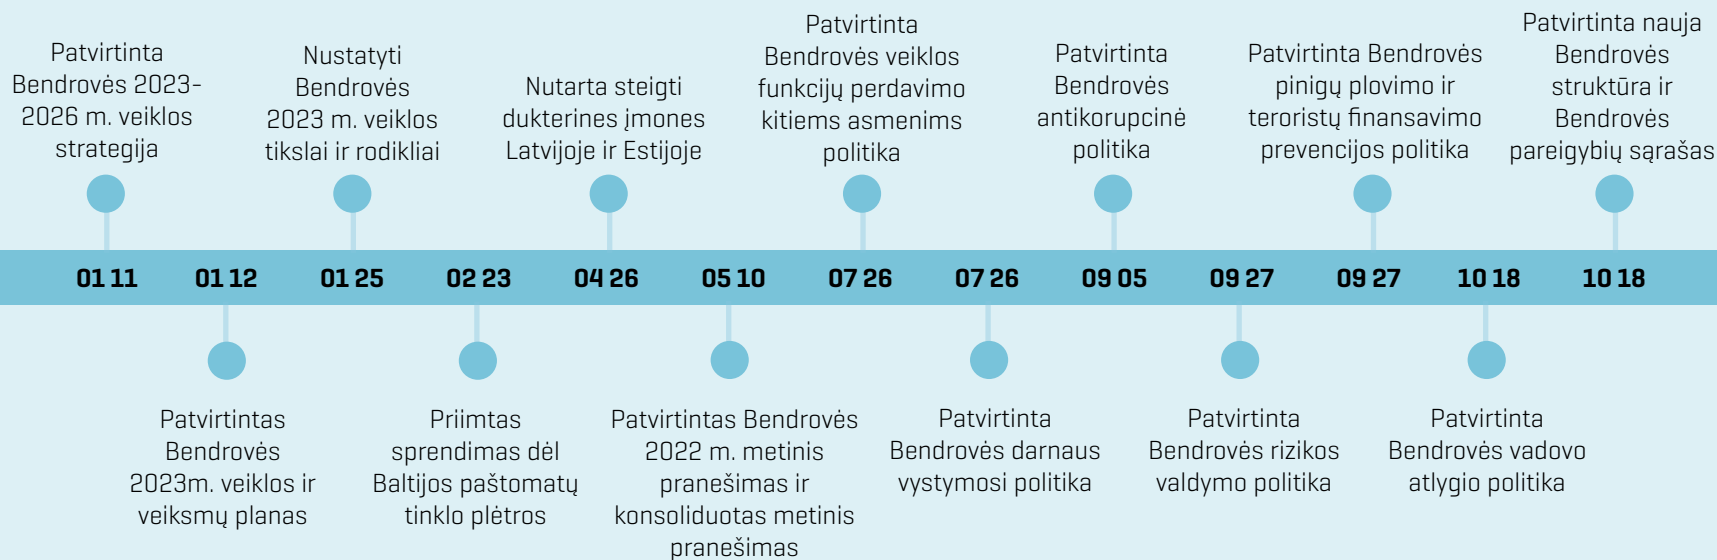 Patvirtinta
Bendrovės 2023-
2026 m. veiklos
strategija
Nustatyti
Bendrovės
2023 m. veiklos
tikslai ir rodikliai
Nutarta steigti
dukterines įmones
Latvijoje ir Estijoje
Patvirtinta
Bendrovės veiklos
funkcijų perdavimo
kitiems asmenims
politika
Patvirtinta
Bendrovės
antikorupcinė
politika
Patvirtinta Bendrovės
pinigų plovimo ir
teroristų finansavimo
prevencijos politika
Patvirtinta nauja
Bendrovės
struktūra ir
Bendrovės
pareigybių sąrašas
01 11 01 12 01 25 02 23 04 26 05 10 07 26 07 26 09 05 09 27 09 27 10 18 10 18
Patvirtintas
Bendrovės
2023m. veiklos ir
veiksmų planas
Priimtas
sprendimas dėl
Baltijos paštomatų
tinklo plėtros
Patvirtintas Bendrovės
2022 m. metinis
pranešimas ir
konsoliduotas metinis
pranešimas
Patvirtinta
Bendrovės darnaus
vystymosi politika
Patvirtinta
Bendrovės rizikos
valdymo politika
Patvirtinta
Bendrovės vadovo
atlygio politika